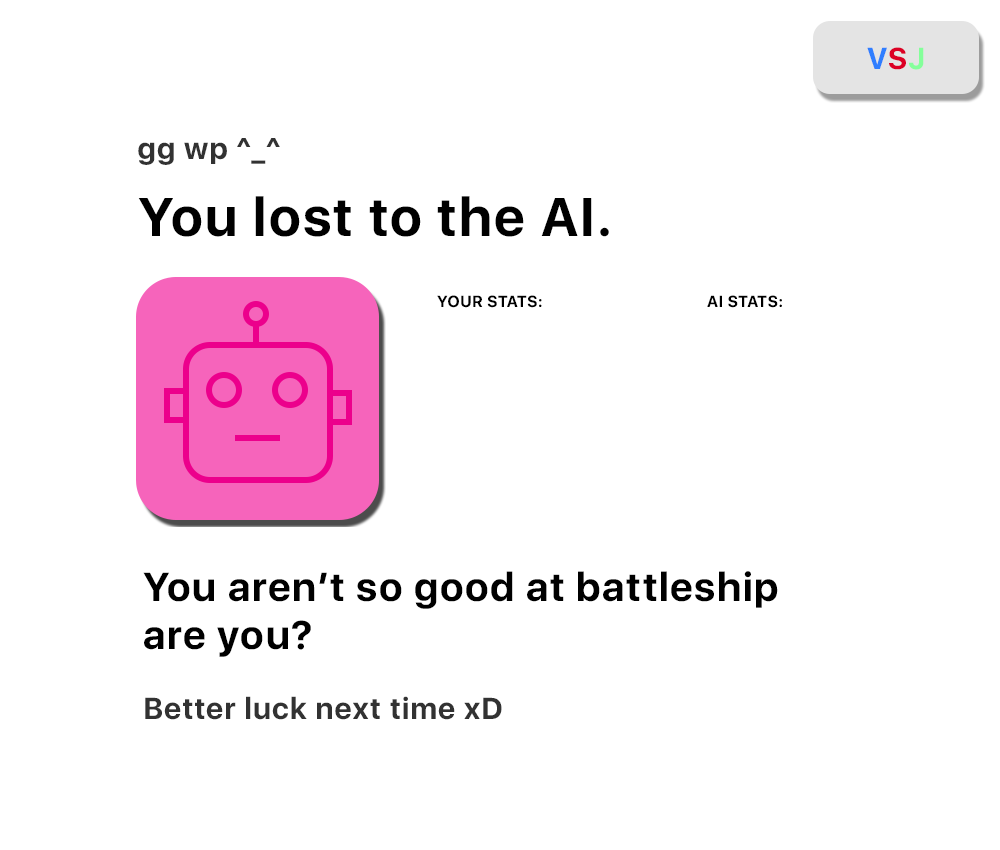 VSJ
gg wp ^_^
You lost to the AI.
YOUR STATS:
AI STATS:
You aren’t so good at battleship
are you?
Better luck next time xD